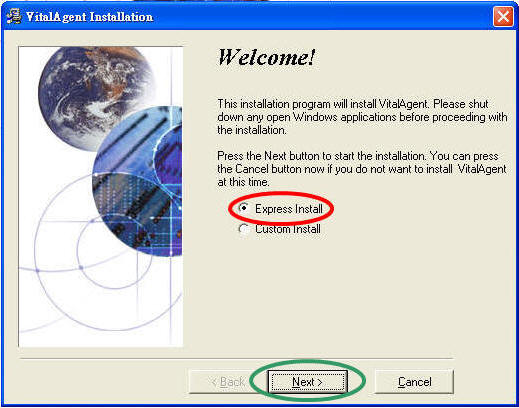 VitalAgent Installation
Welcome!
This installation program will install VitalAgent. Please shut
down any open Windows applications before proceeding with
the installation.
Press the Next button to start the installation. You can press
the Cancel button now if you do not want to install VitalAgent
at this time.
Express Install
Custom Install
< Back
Next >
Cancel